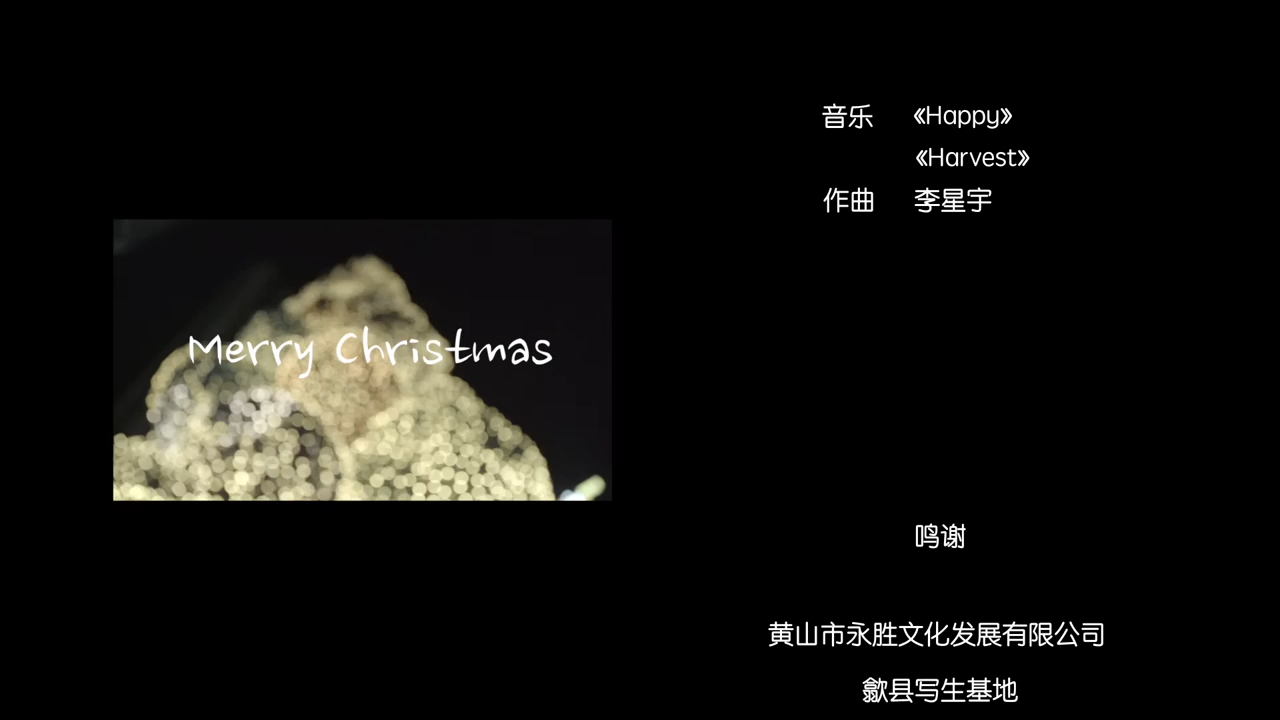 音乐 《Happy》
《Harvest》
作曲 李星宇
Merry Christmas
鸣谢
黄山市永胜文化发展有限公司
歙县写生基地